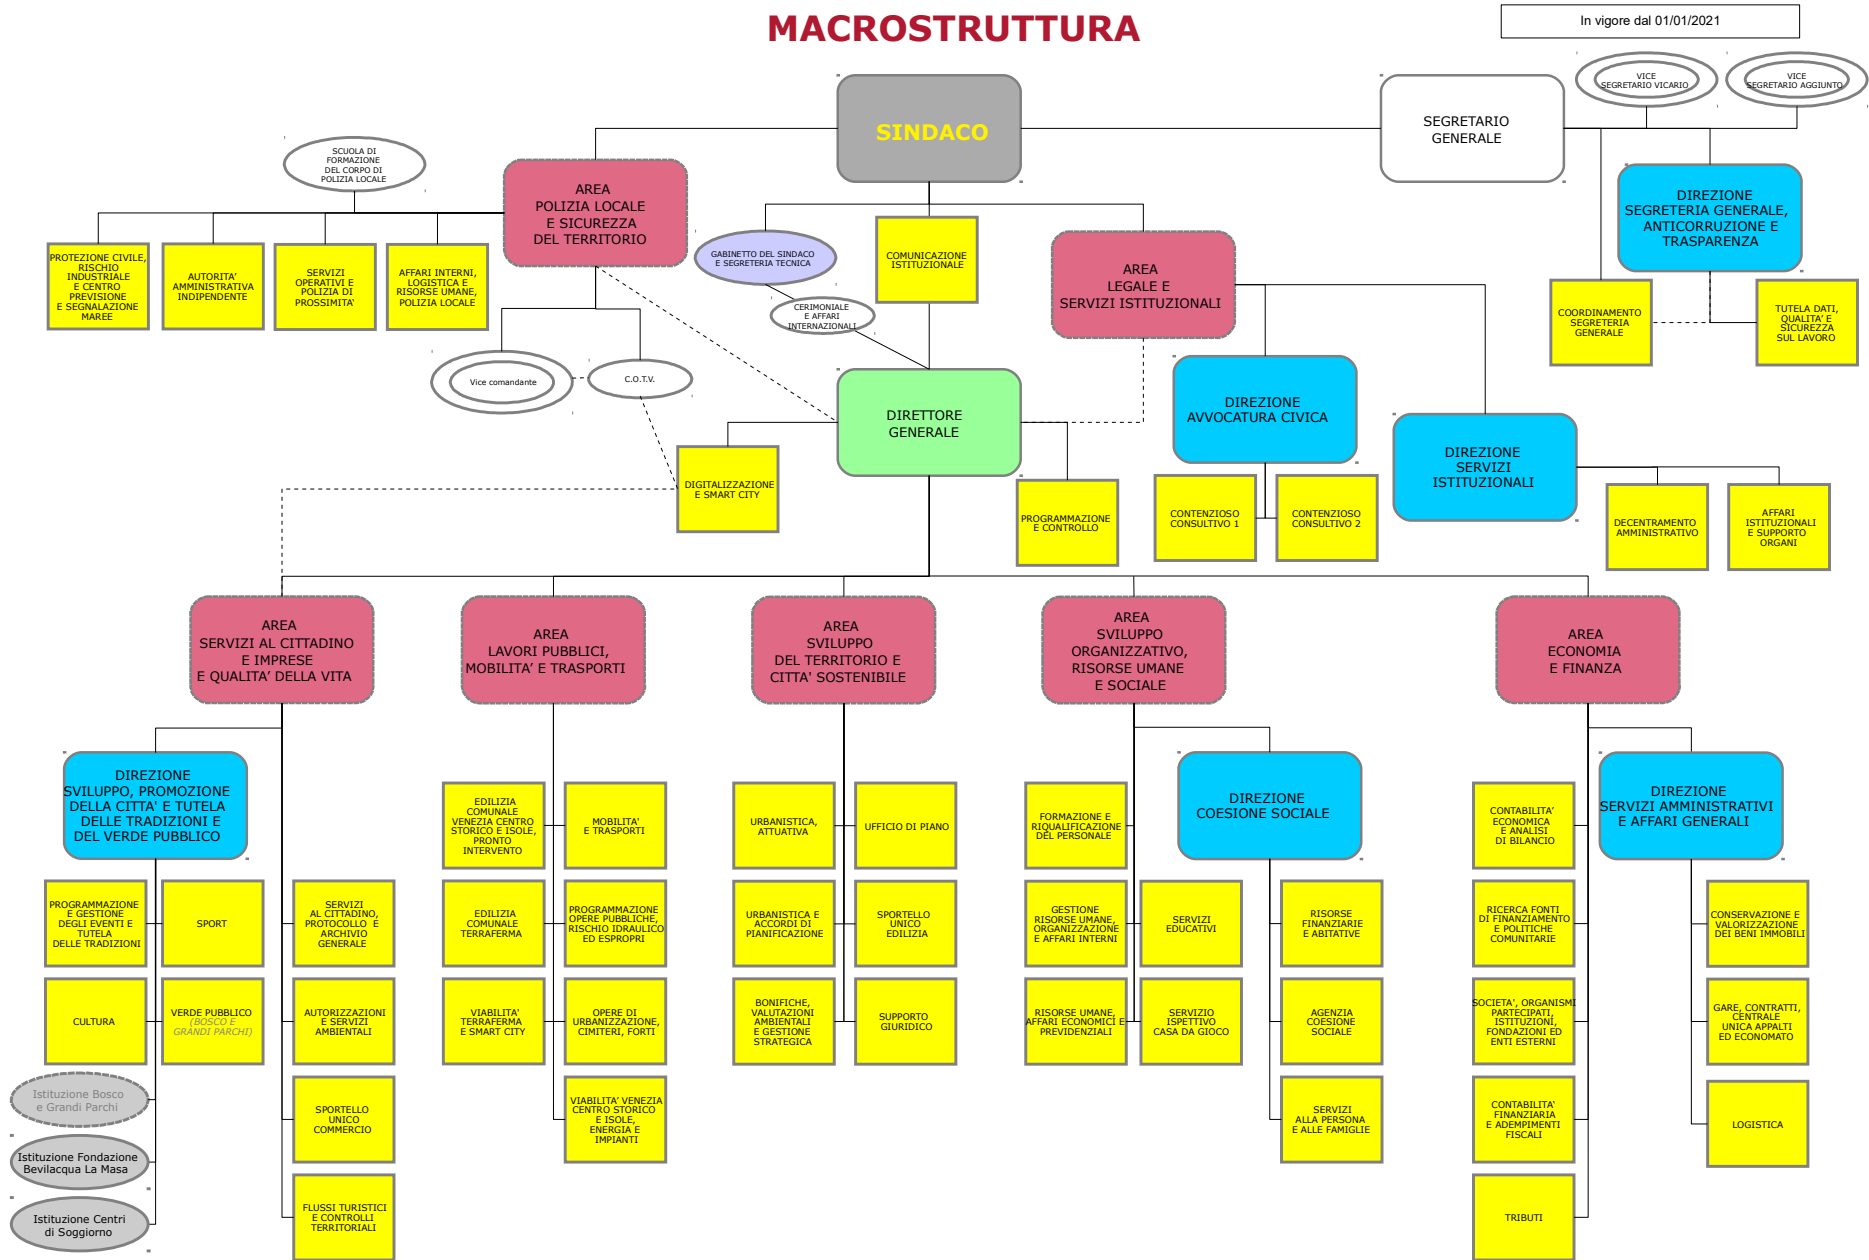 MACROSTRUTTURA
In vigore dal 01/01/2021
VICE
SEGRETARIO VICARIO
VICE
SEGRETARIO AGGIUNTO
SINDACO
SEGRETARIO
GENERALE
SCUOLA DI
FORMAZIONE
DEL CORPO DI
POLIZIA LOCALE
AREA
POLIZIA LOCALE
E SICUREZZA
DEL TERRITORIO
DIREZIONE
SEGRETERIA GENERALE,
ANTICORRUZIONE E
TRASPARENZA
PROTEZIONE CIVILE,
RISCHIO
INDUSTRIALE
E CENTRO
PREVISIONE
E SEGNALAZIONE
MAREE
AUTORITA'
AMMINISTRATIVA
INDIPENDENTE
SERVIZI
OPERATIVI E
POLIZIA DI
PROSSIMITA'
AFFARI INTERNI,
LOGISTICA E
RISORSE UMANE,
POLIZIA LOCALE
GABINETTO DEL SINDACO
E SEGRETERIA TECNICA
COMUNICAZIONE
ISTITUZIONALE
AREA
LEGALE E
SERVIZI ISTITUZIONALI
CERIMONIALE
E AFFARI
INTERNAZIONALI
COORDINAMENTO
SEGRETERIA
GENERALE
TUTELA DATI,
QUALITA' E
SICUREZZA
SUL LAVORO
Vice comandante
C.O.T.V.
DIRETTORE
GENERALE
DIREZIONE
AVVOCATURA CIVICA
DIREZIONE
SERVIZI
ISTITUZIONALI
DIGITALIZZAZIONE
E SMART CITY
PROGRAMMAZIONE
E CONTROLLO
CONTENZIOSO
CONSULTIVO 1
CONTENZIOSO
CONSULTIVO 2
DECENTRAMENTO
AMMINISTRATIVO
AFFARI
ISTITUZIONALI
E SUPPORTO
ORGANI
AREA
SERVIZI AL CITTADINO
E IMPRESE
E QUALITA' DELLA VITA
AREA
LAVORI PUBBLICI,
MOBILITA' E TRASPORTI
AREA
SVILUPPO
DEL TERRITORIO E
CITTA' SOSTENIBILE
AREA
SVILUPPO
ORGANIZZATIVO,
RISORSE UMANE
E SOCIALE
AREA
ECONOMIA
E FINANZA
DIREZIONE
SVILUPPO, PROMOZIONE
DELLA CITTA' E TUTELA
DELLE TRADIZIONI E
DEL VERDE PUBBLICO
EDILIZIA
COMUNALE
VENEZIA CENTRO
STORICO E ISOLE,
PRONTO
INTERVENTO
MOBILITA'
E TRASPORTI
URBANISTICA,
ATTUATIVA
UFFICIO DI PIANO
FORMAZIONE E
RIQUALIFICAZIONE
DEL PERSONALE
DIREZIONE
COESIONE SOCIALE
CONTABILITA'
ECONOMICA
E ANALISI
DI BILANCIO
DIREZIONE
SERVIZI AMMINISTRATIVI
E AFFARI GENERALI
PROGRAMMAZIONE
E GESTIONE
DEGLI EVENTI E
TUTELA
DELLE TRADIZIONI
SPORT
SERVIZI
AL CITTADINO,
PROTOCOLLO E
ARCHIVIO
GENERALE
EDILIZIA
COMUNALE
TERRAFERMA
PROGRAMMAZIONE
OPERE PUBBLICHE,
RISCHIO IDRAULICO
ED ESPROPRI
URBANISTICA E
ACCORDI DI
PIANIFICAZIONE
SPORTELLO
UNICO
EDILIZIA
GESTIONE
RISORSE UMANE,
ORGANIZZAZIONE
E AFFARI INTERNI
SERVIZI
EDUCATIVI
RISORSE
FINANZIARIE
E ABITATIVE
RICERCA FONTI
DI FINANZIAMENTO
E POLITICHE
COMUNITARIE
CONSERVAZIONE E
VALORIZZAZIONE
DEI BENI IMMOBILI
CULTURA
VERDE PUBBLICO
(BOSCO E
GRANDI PARCHI)
AUTORIZZAZIONI
E SERVIZI
AMBIENTALI
VIABILITA'
TERRAFERMA
E SMART CITY
OPERE DI
URBANIZZAZIONE,
CIMITERI, FORTI
BONIFICHE,
VALUTAZIONI
AMBIENTALI
E GESTIONE
STRATEGICA
SUPPORTO
GIURIDICO
RISORSE UMANE,
AFFARI ECONOMICI E
PREVIDENZIALI
SERVIZIO
ISPETTIVO
CASA DA GIOCO
AGENZIA
COESIONE
SOCIALE
SOCIETA', ORGANISMI
PARTECIPATI,
ISTITUZIONI,
FONDAZIONI ED
ENTI ESTERNI
GARE, CONTRATTI,
CENTRALE
UNICA APPALTI
ED ECONOMATO
Istituzione Bosco
e Grandi Parchi
SPORTELLO
UNICO
COMMERCIO
VIABILITA' VENEZIA
CENTRO STORICO
E ISOLE,
ENERGIA E
IMPIANTI
SERVIZI
ALLA PERSONA
E ALLE FAMIGLIE
CONTABILITA'
FINANZIARIA
E ADEMPIMENTI
FISCALI
LOGISTICA
Istituzione Fondazione
Bevilacqua La Masa
Istituzione Centri
di Soggiorno
FLUSSI TURISTICI
E CONTROLLI
TERRITORIALI
TRIBUTI